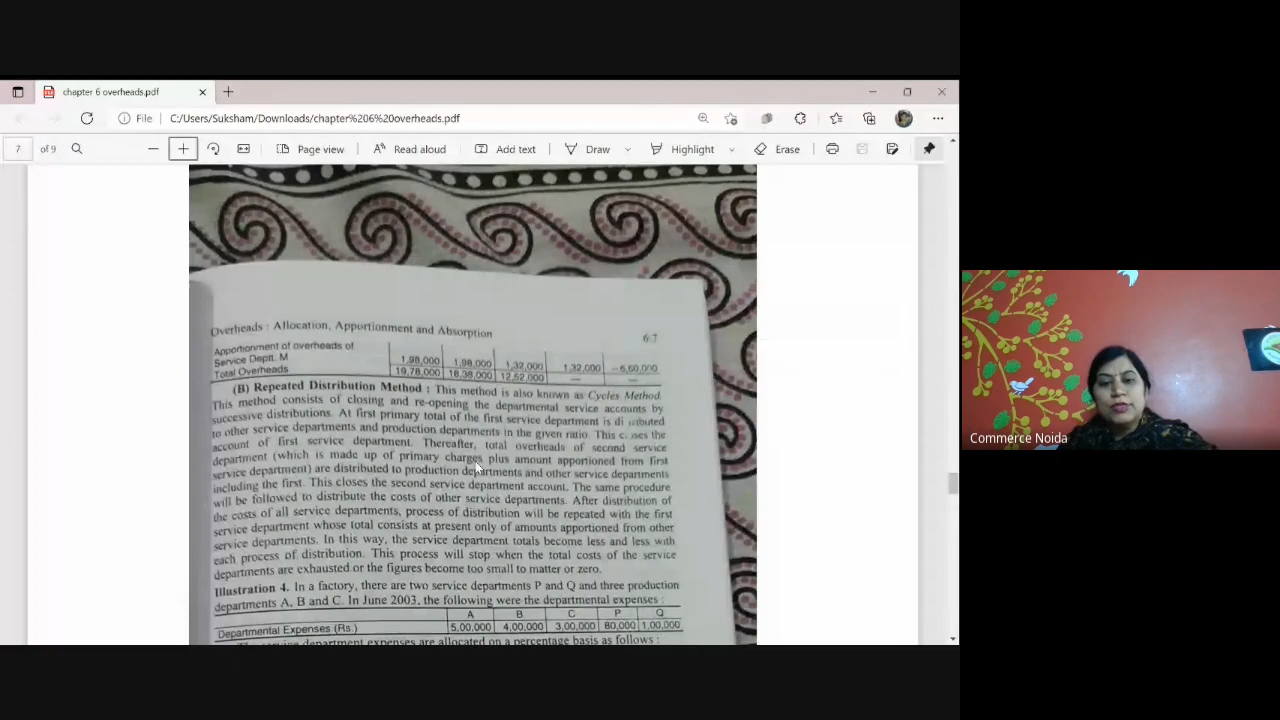 chapter 6 overheads.pdf
File C:/Users/Suksham/Downloads/chapter%206%20overheads.pdf
7 of 9 Page view Read aloud Add text Draw Highlight Erase
Overheads : Allocation, Apportionment and Absorption 6·7
Apportionment of overheads of
Service Deptt. M 1,98,000 1,98,000 1,32,000 1,32,000 –6,60,000
Total Overheads 19,78,000 18,38,000 12,52,000 — —
(B) Repeated Distribution Method : This method is also known as Cycles Method.
This method consists of closing and re-opening the departmental service accounts by
successive distributions. At first primary total of the first service department is distributed
to other service departments and production departments in the given ratio. This closes the
account of first service department. Thereafter, total overheads of second service
department (which is made up of primary charges plus amount apportioned from first
service department) are distributed to production departments and other service departments
including the first. This closes the second service department account. The same procedure
will be followed to distribute the costs of other service departments. After distribution of
the costs of all service departments, process of distribution will be repeated with the first
service department whose total consists at present only of amounts apportioned from other
service departments. In this way, the service department totals become less and less with
each process of distribution. This process will stop when the total costs of the service
departments are exhausted or the figures become too small to matter or zero.
Illustration 4. In a factory, there are two service departments P and Q and three production
departments A, B and C. In June 2003, the following were the departmental expenses :
A B C P Q
Departmental Expenses (Rs.) 5,00,000 4,00,000 3,00,000 80,000 1,00,000
The service department expenses are allocated on a percentage basis as follows :
Commerce Noida